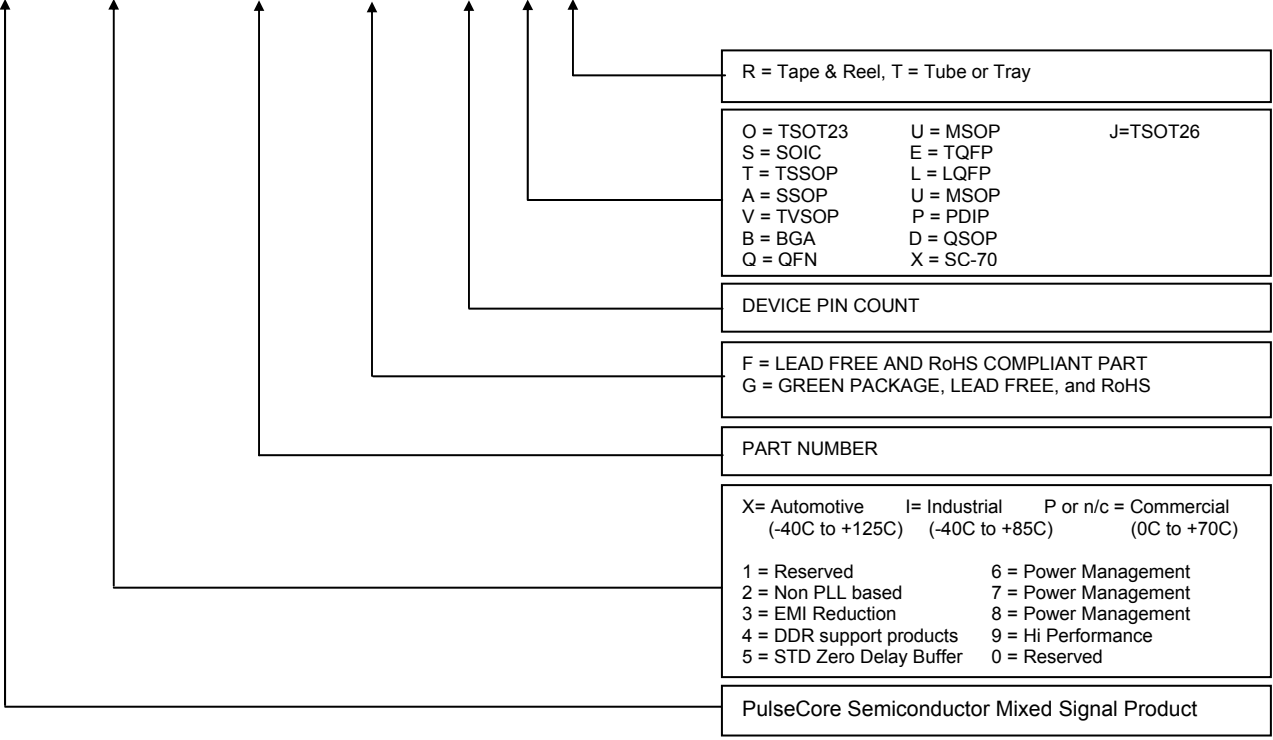 R = Tape & Reel, T = Tube or Tray
O = TSOT23 U = MSOP J=TSOT26
S = SOIC E = TQFP
T = TSSOP L = LQFP
A = SSOP U = MSOP
V = TVSOP P = PDIP
B = BGA D = QSOP
Q = QFN X = SC-70
DEVICE PIN COUNT
F = LEAD FREE AND RoHS COMPLIANT PART
G = GREEN PACKAGE, LEAD FREE, and RoHS
PART NUMBER
X= Automotive I= Industrial P or n/c = Commercial
(-40C to +125C) (-40C to +85C) (0C to +70C)
1 = Reserved 6 = Power Management
2 = Non PLL based 7 = Power Management
3 = EMI Reduction 8 = Power Management
4 = DDR support products 9 = Hi Performance
5 = STD Zero Delay Buffer 0 = Reserved
PulseCore Semiconductor Mixed Signal Product